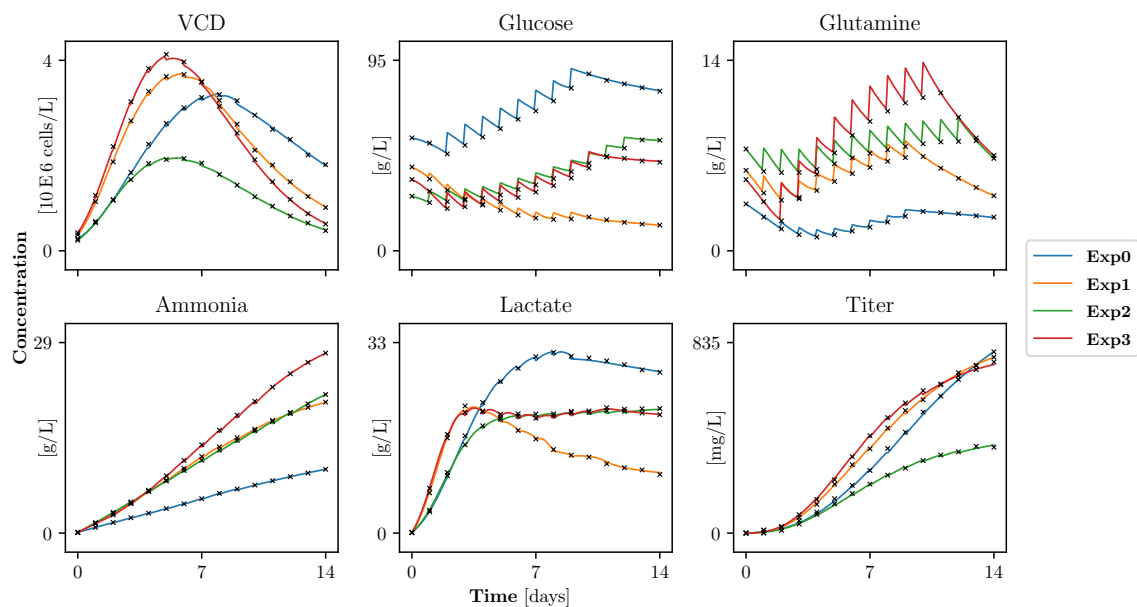 VCD
Glucose
Glutamine
4
0
[10 E 6 cells/L]
95
0
[g/L]
14
0
[g/L]
Concentration
Ammonia
Lactate
Titer
29
0
[g/L]
33
0
[g/L]
835
0
[mg/L]
0 7 14
0 7 14
0 7 14
Time [days]
Exp0
Exp1
Exp2
Exp3